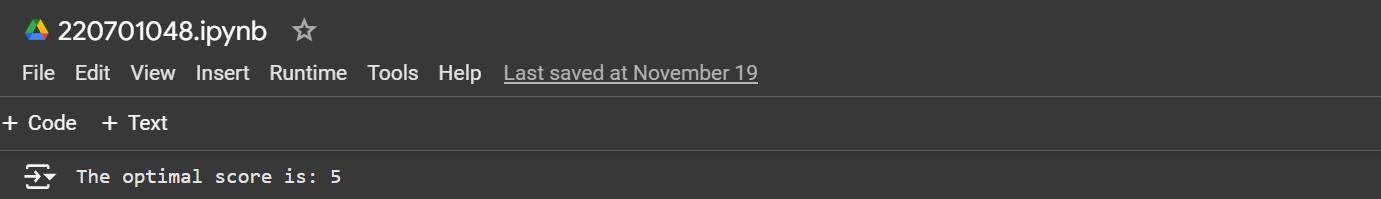 220701048.ipynb
File Edit View Insert Runtime Tools Help Last saved at November 19
+ Code + Text
The optimal score is: 5